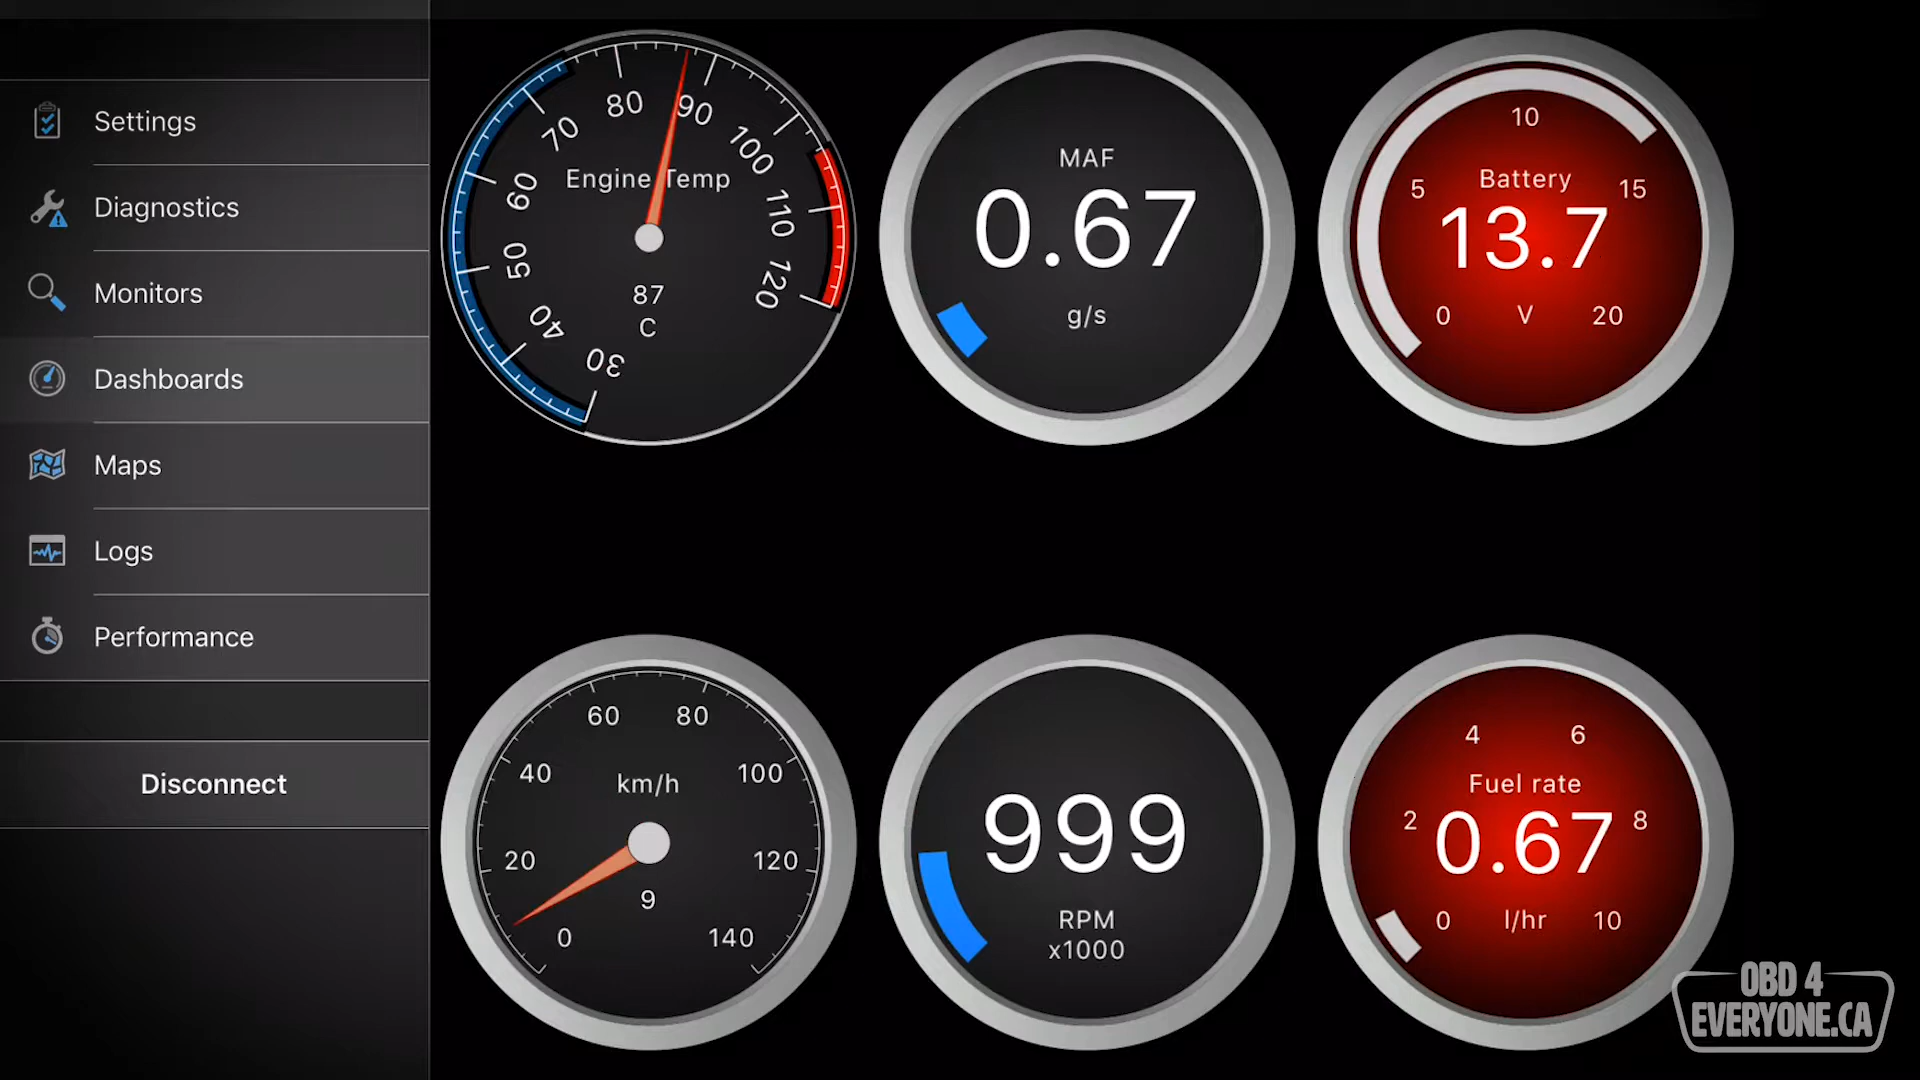 Settings
Diagnostics
Monitors
Dashboards
Maps
Logs
Performance
Disconnect
30 40 50 60 70 80 90 100 110 120
Engine Temp
87
C
MAF
0.67
g/s
10
5 15
Battery
13.7
0 V 20
60 80
40 100
km/h
20 120
9
0 140
999
RPM
x1000
4 6
Fuel rate
2 8
0.67
0 l/hr 10
OBD 4
EVERYONE.CA